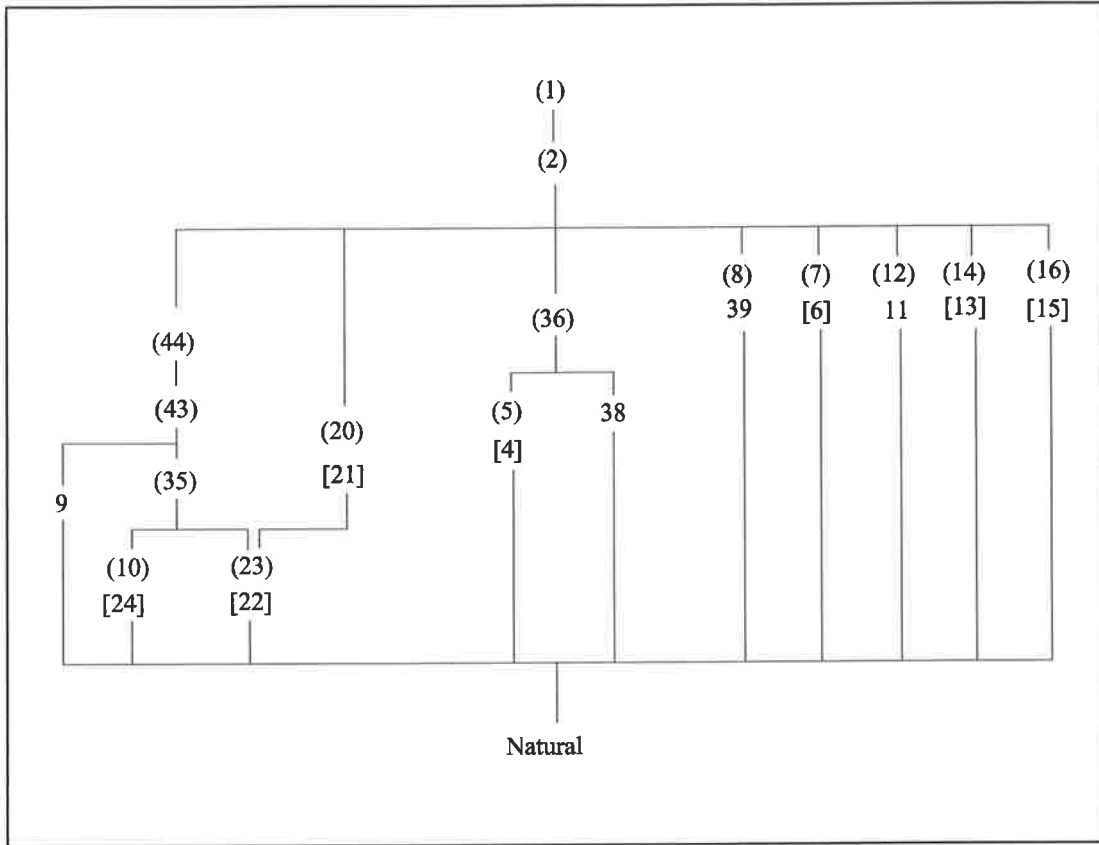 (1)
(2)
(8) (7) (12) (14) (16)
39 [6] 11 [13] [15]
(36)
(44)
(43) (5) 38
(20)
[4]
[21]
(35)
9
(10) (23)
[24] [22]
Natural